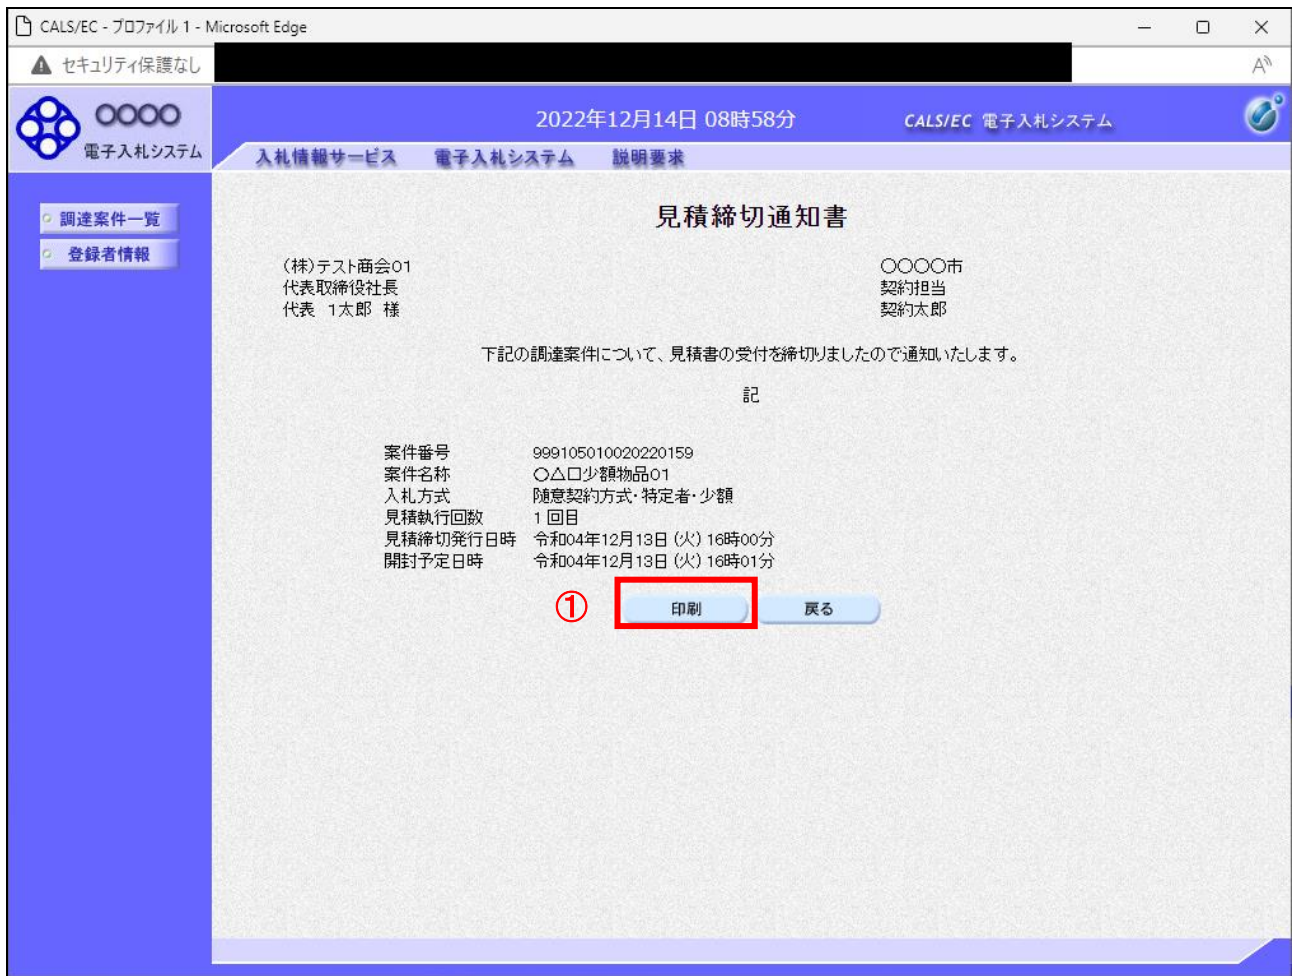 CALS/EC - プロファイル 1 - Microsoft Edge
セキュリティ保護なし
〇〇〇〇
電子入札システム
2022年12月14日 08時58分
CALS/EC 電子入札システム
入札情報サービス 電子入札システム 説明要求
調達案件一覧
登録者情報
見積締切通知書
(株)テスト商会01
代表取締役社長
代表 1太郎 様
〇〇〇〇市
契約担当
契約太郎
下記の調達案件について、見積書の受付を締切りましたので通知いたします。
記
案件番号 999105010020220159
案件名称 〇△口少額物品01
入札方式 随意契約方式・特定者・少額
見積執行回数 1回目
見積締切発行日時 令和04年12月13日(火)16時00分
開封予定日時 令和04年12月13日(火)16時01分
① 印刷 戻る